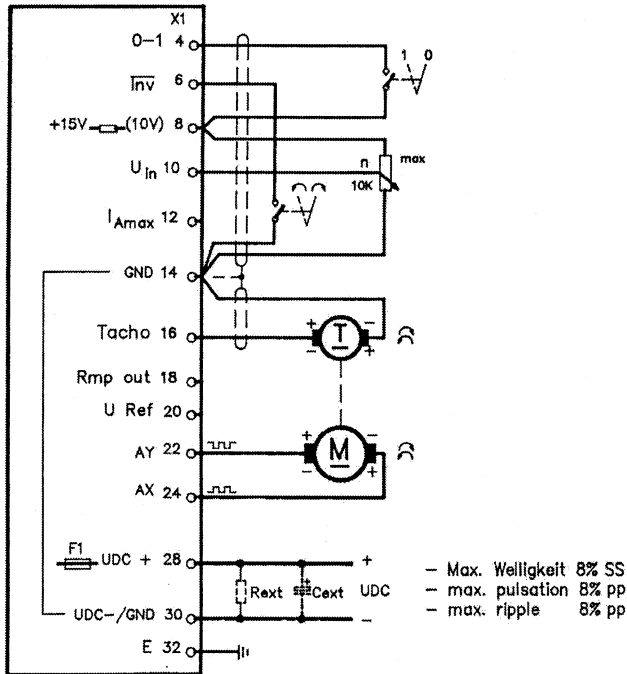 X1
0-1 4
1 0
Inv 6
+15V (10V) 8
U in 10
n max
10K
I Amax 12
GND 14
Tacho 16
+ -
T
- +
Rmp out 18
U Ref 20
AY 22
+ -
M
- +
AX 24
F1
UDC + 28
+
Rext
+
Cext
UDC
- Max. Welligkeit 8% SS
- max. pulsation 8% pp
- max. ripple 8% pp
UDC-/GND 30
-
E 32